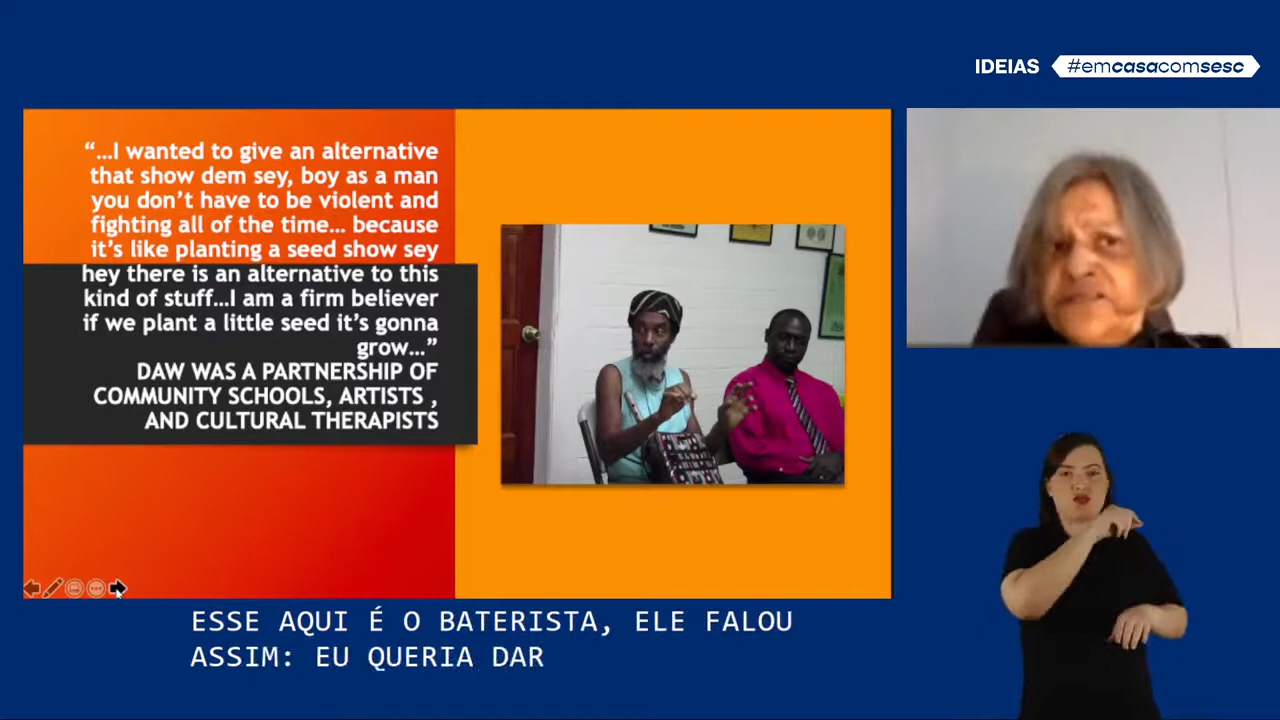 IDEIAS #emcasacomsesc
“…I wanted to give an alternative
that show dem sey, boy as a man
you don’t have to be violent and
fighting all of the time… because
it’s like planting a seed show sey
hey there is an alternative to this
kind of stuff…I am a firm believer
if we plant a little seed it’s gonna
grow…”
DAW WAS A PARTNERSHIP OF
COMMUNITY SCHOOLS, ARTISTS ,
AND CULTURAL THERAPISTS
ESSE AQUI É O BATERISTA, ELE FALOU
ASSIM: EU QUERIA DAR